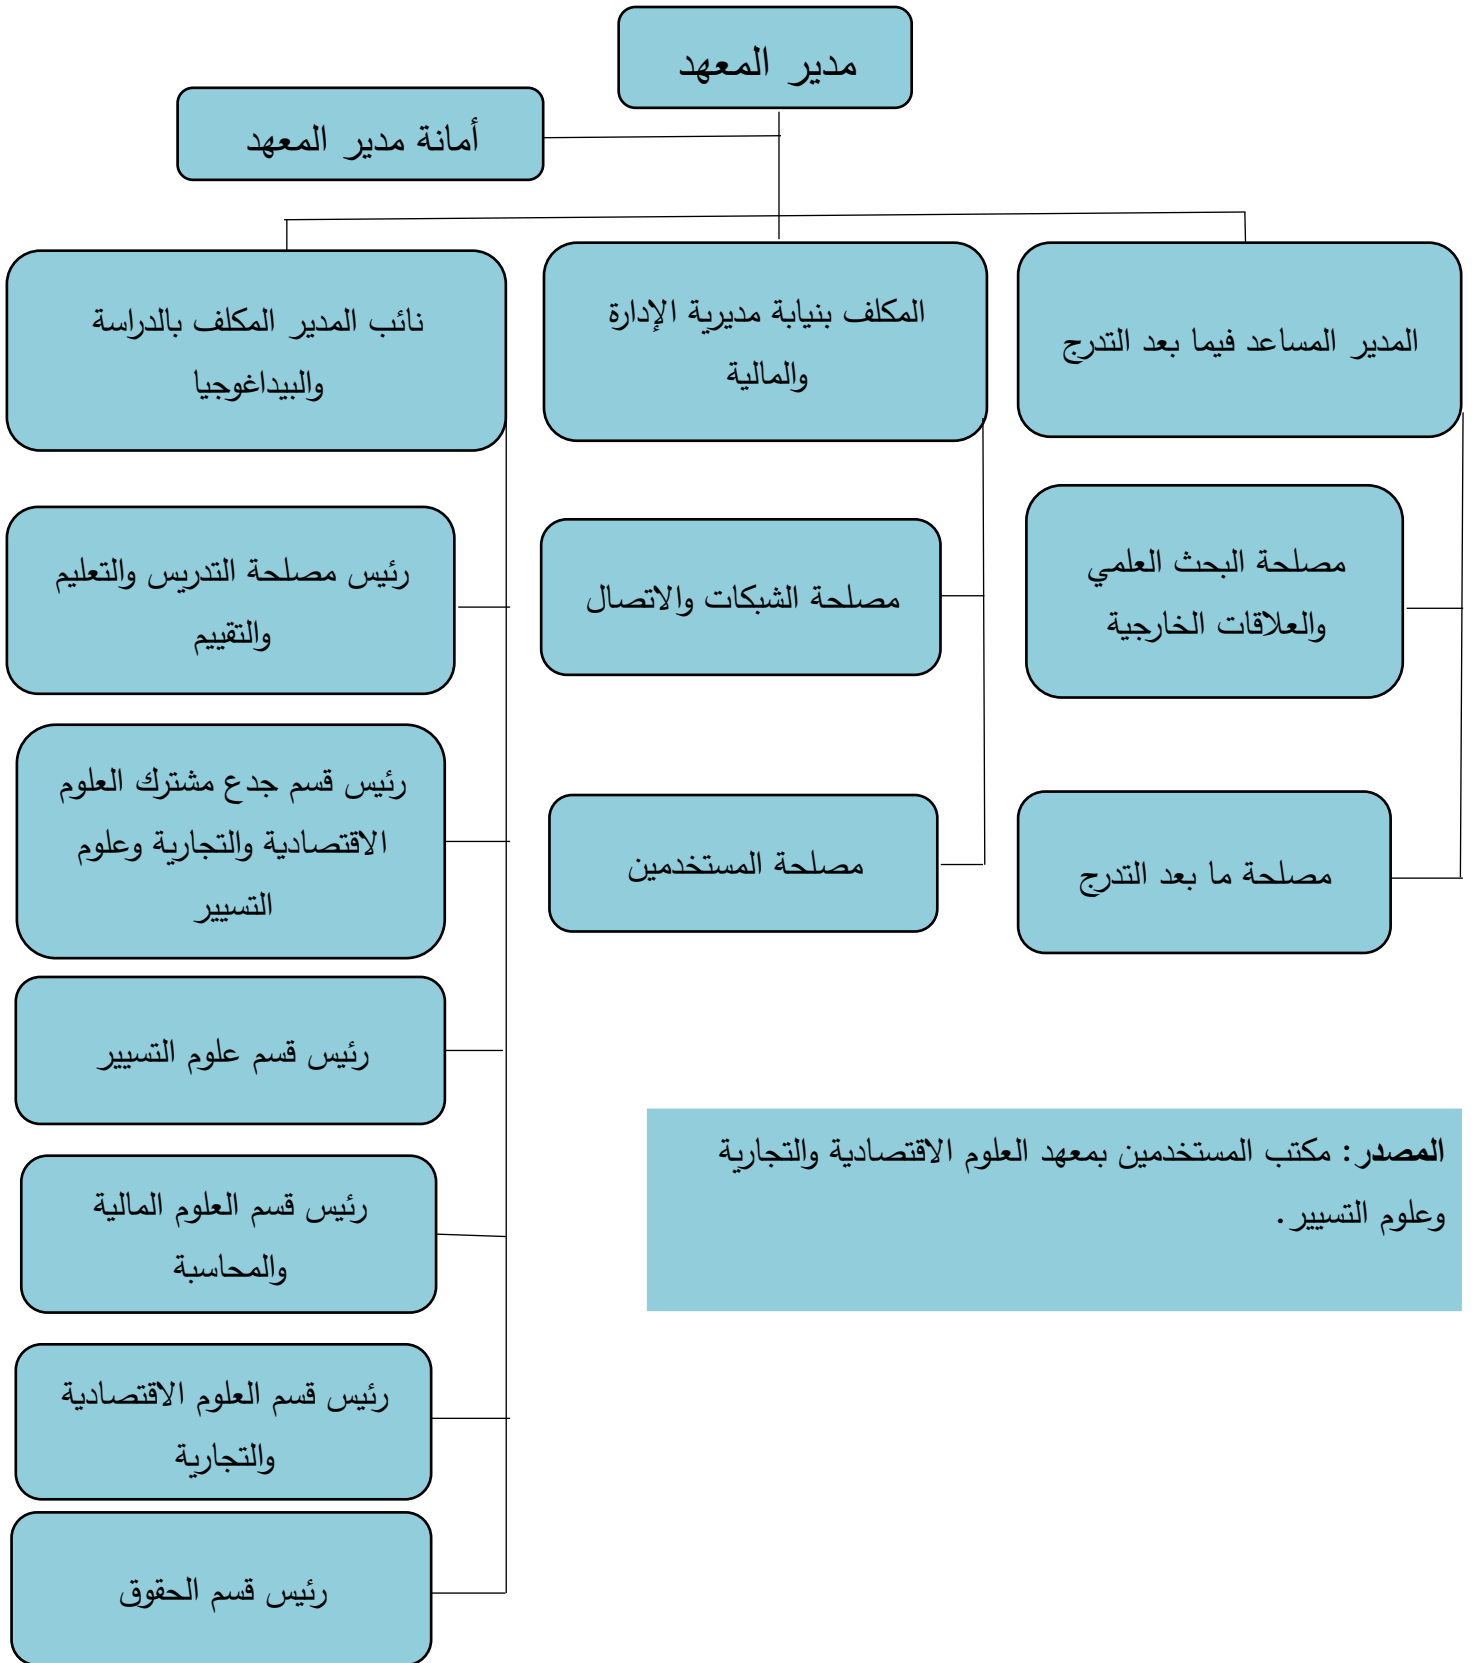 مدير المعهد
أمانة مدير المعهد
المدير المساعد فيما بعد التدرج
المكلف بنيابة مديرية الإدارة
والمالية
نائب المدير المكلف بالدراسة
والبيداغوجيا
مصلحة البحث العلمي
والعلاقات الخارجية
مصلحة ما بعد التدرج
مصلحة الشبكات والاتصال
مصلحة المستخدمين
رئيس مصلحة التدريس والتعليم
والتقييم
رئيس قسم جدع مشترك العلوم
الاقتصادية والتجارية وعلوم
التسيير
رئيس قسم علوم التسيير
رئيس قسم العلوم المالية
والمحاسبة
رئيس قسم العلوم الاقتصادية
والتجارية
رئيس قسم الحقوق
المصدر: مكتب المستخدمين بمعهد العلوم الاقتصادية والتجارية
وعلوم التسيير.